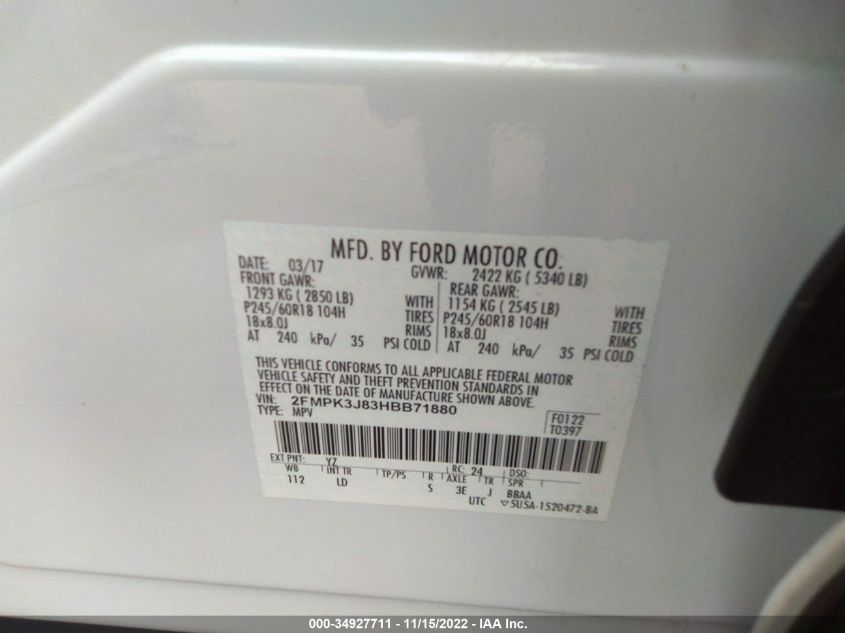 MFD. BY FORD MOTOR CO.
DATE: 03/17 GVWR: 2422 KG ( 5340 LB)
FRONT GAWR: REAR GAWR:
1293 KG ( 2850 LB) WITH 1154 KG ( 2545 LB) WITH
P245/60R18 104H TIRES P245/60R18 104H TIRES
18x8.0J RIMS 18x8.0J RIMS
AT 240 kPa/ 35 PSI COLD AT 240 kPa/ 35 PSI COLD
THIS VEHICLE CONFORMS TO ALL APPLICABLE FEDERAL MOTOR
VEHICLE SAFETY AND THEFT PREVENTION STANDARDS IN
EFFECT ON THE DATE OF MANUFACTURE SHOWN ABOVE.
VIN: 2FMPK3J83HBB71880
TYPE: MPV F0122
T0397
EXT PNT: YZ RC: 24 DSO:
WB INT TR TP/PS R AXLE TR SPR
112 LD S 3E J BBAA
UTC ▽5USA-1520472-BA
000-34927711 - 11/15/2022 - IAA Inc.